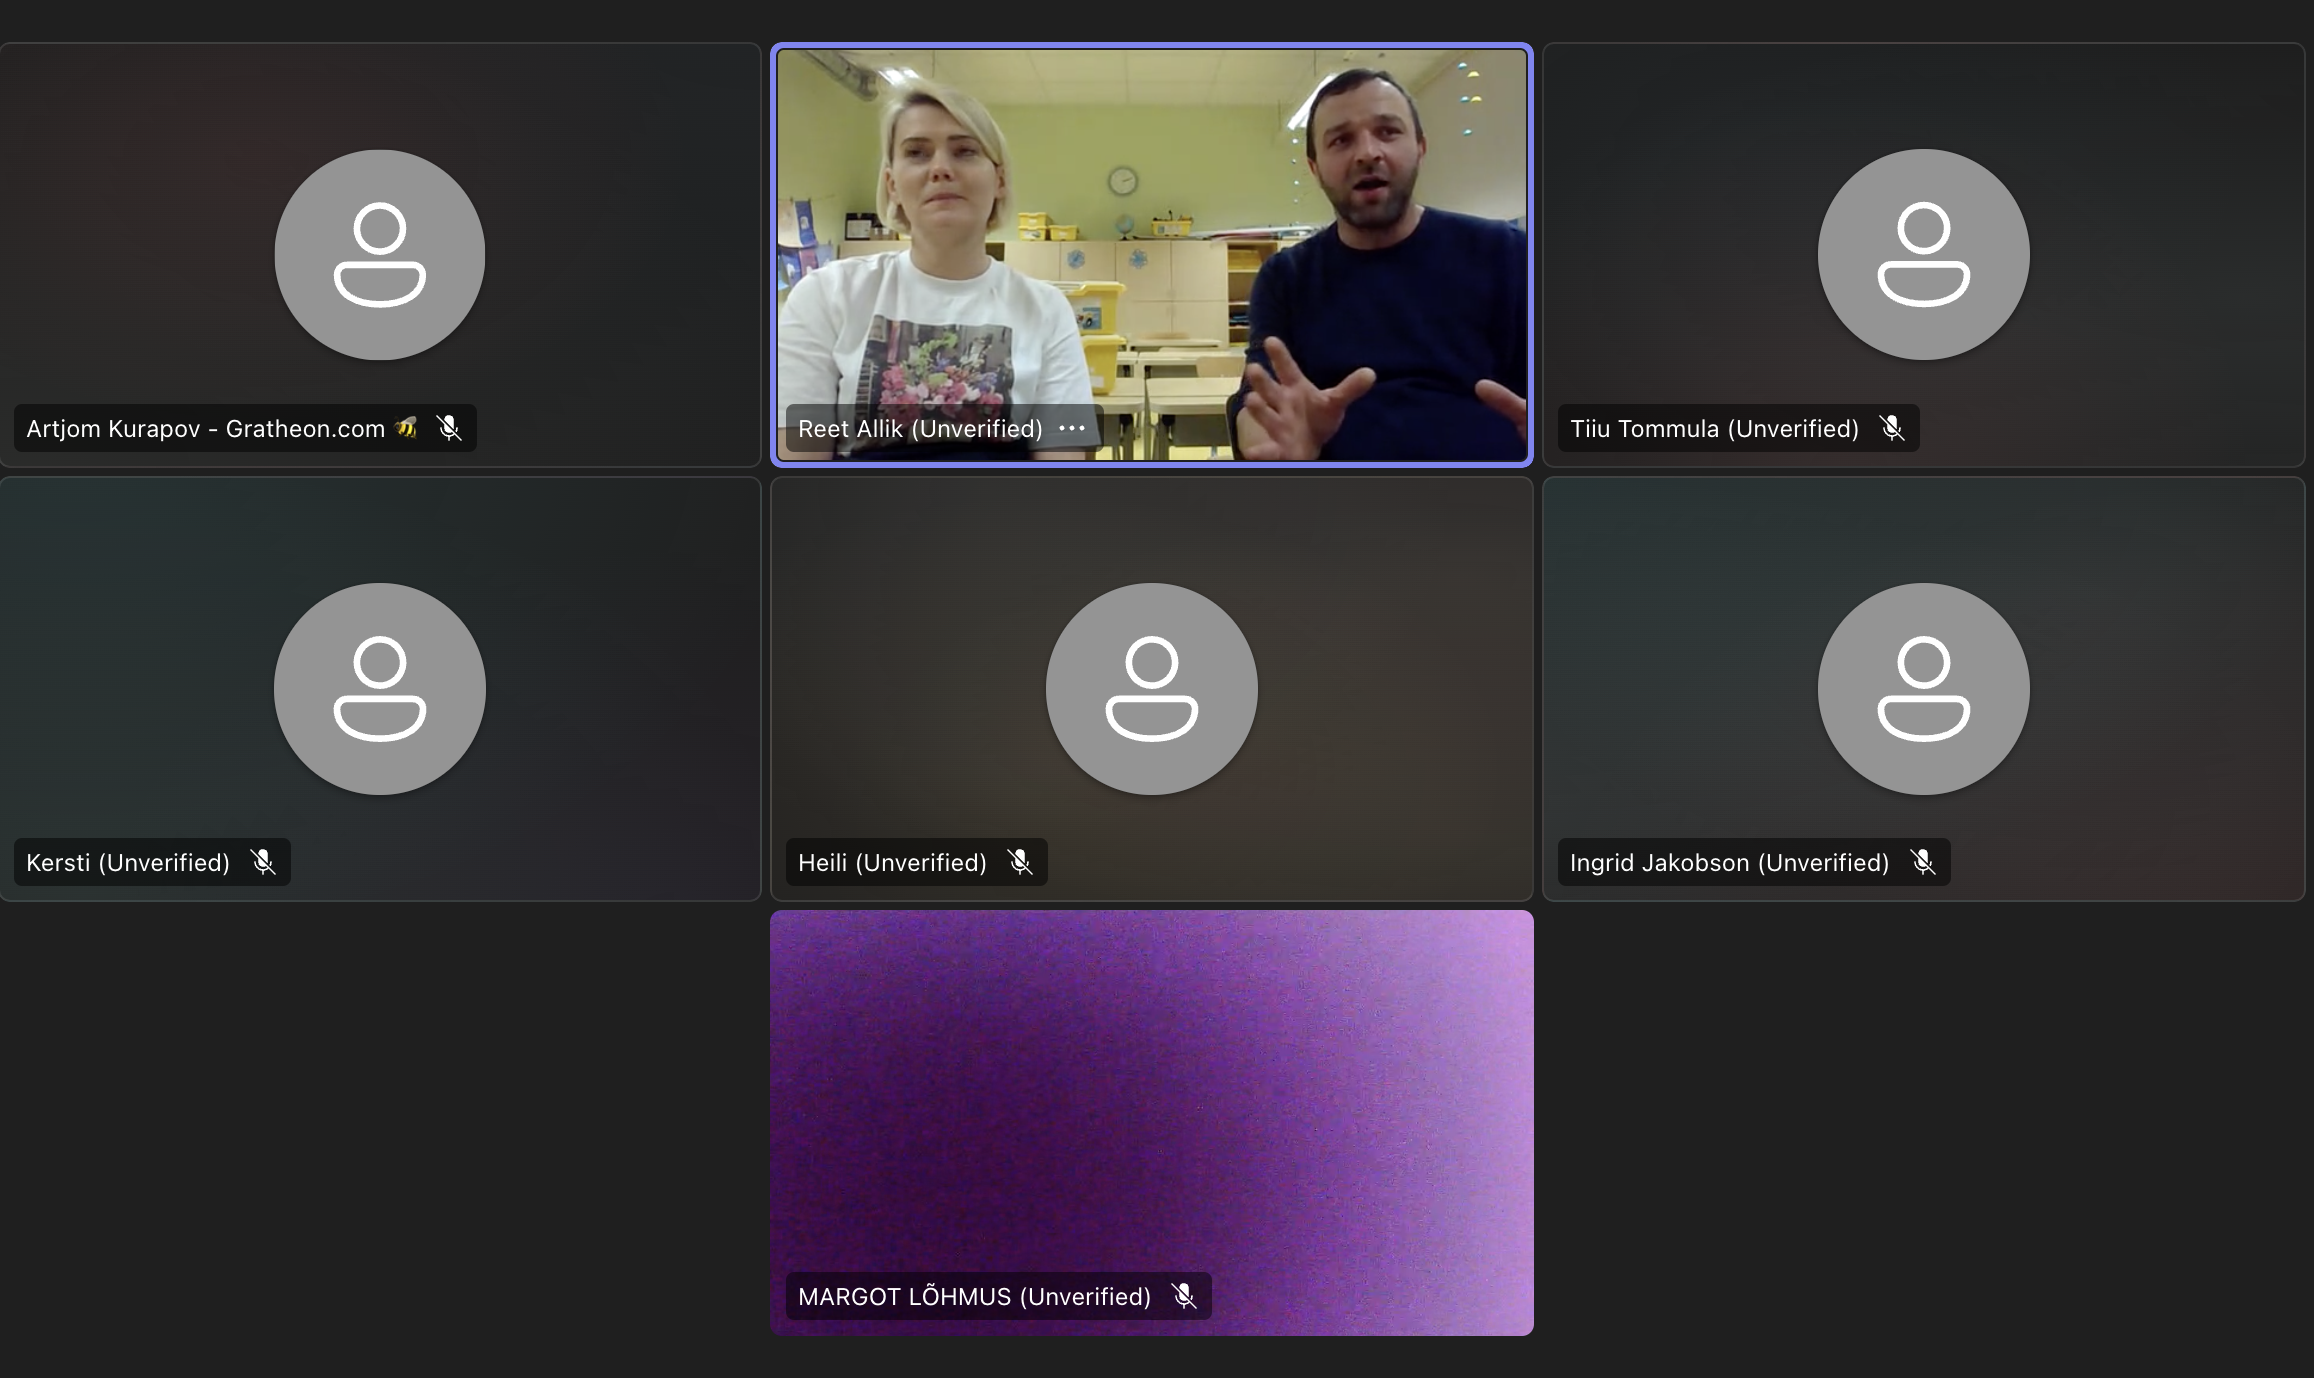 Artjom Kurapov - Gratheon.com 🐝
Reet Allik (Unverified)
Tiiu Tommula (Unverified)
Kersti (Unverified)
Heili (Unverified)
Ingrid Jakobson (Unverified)
MARGOT LÕHMUS (Unverified)